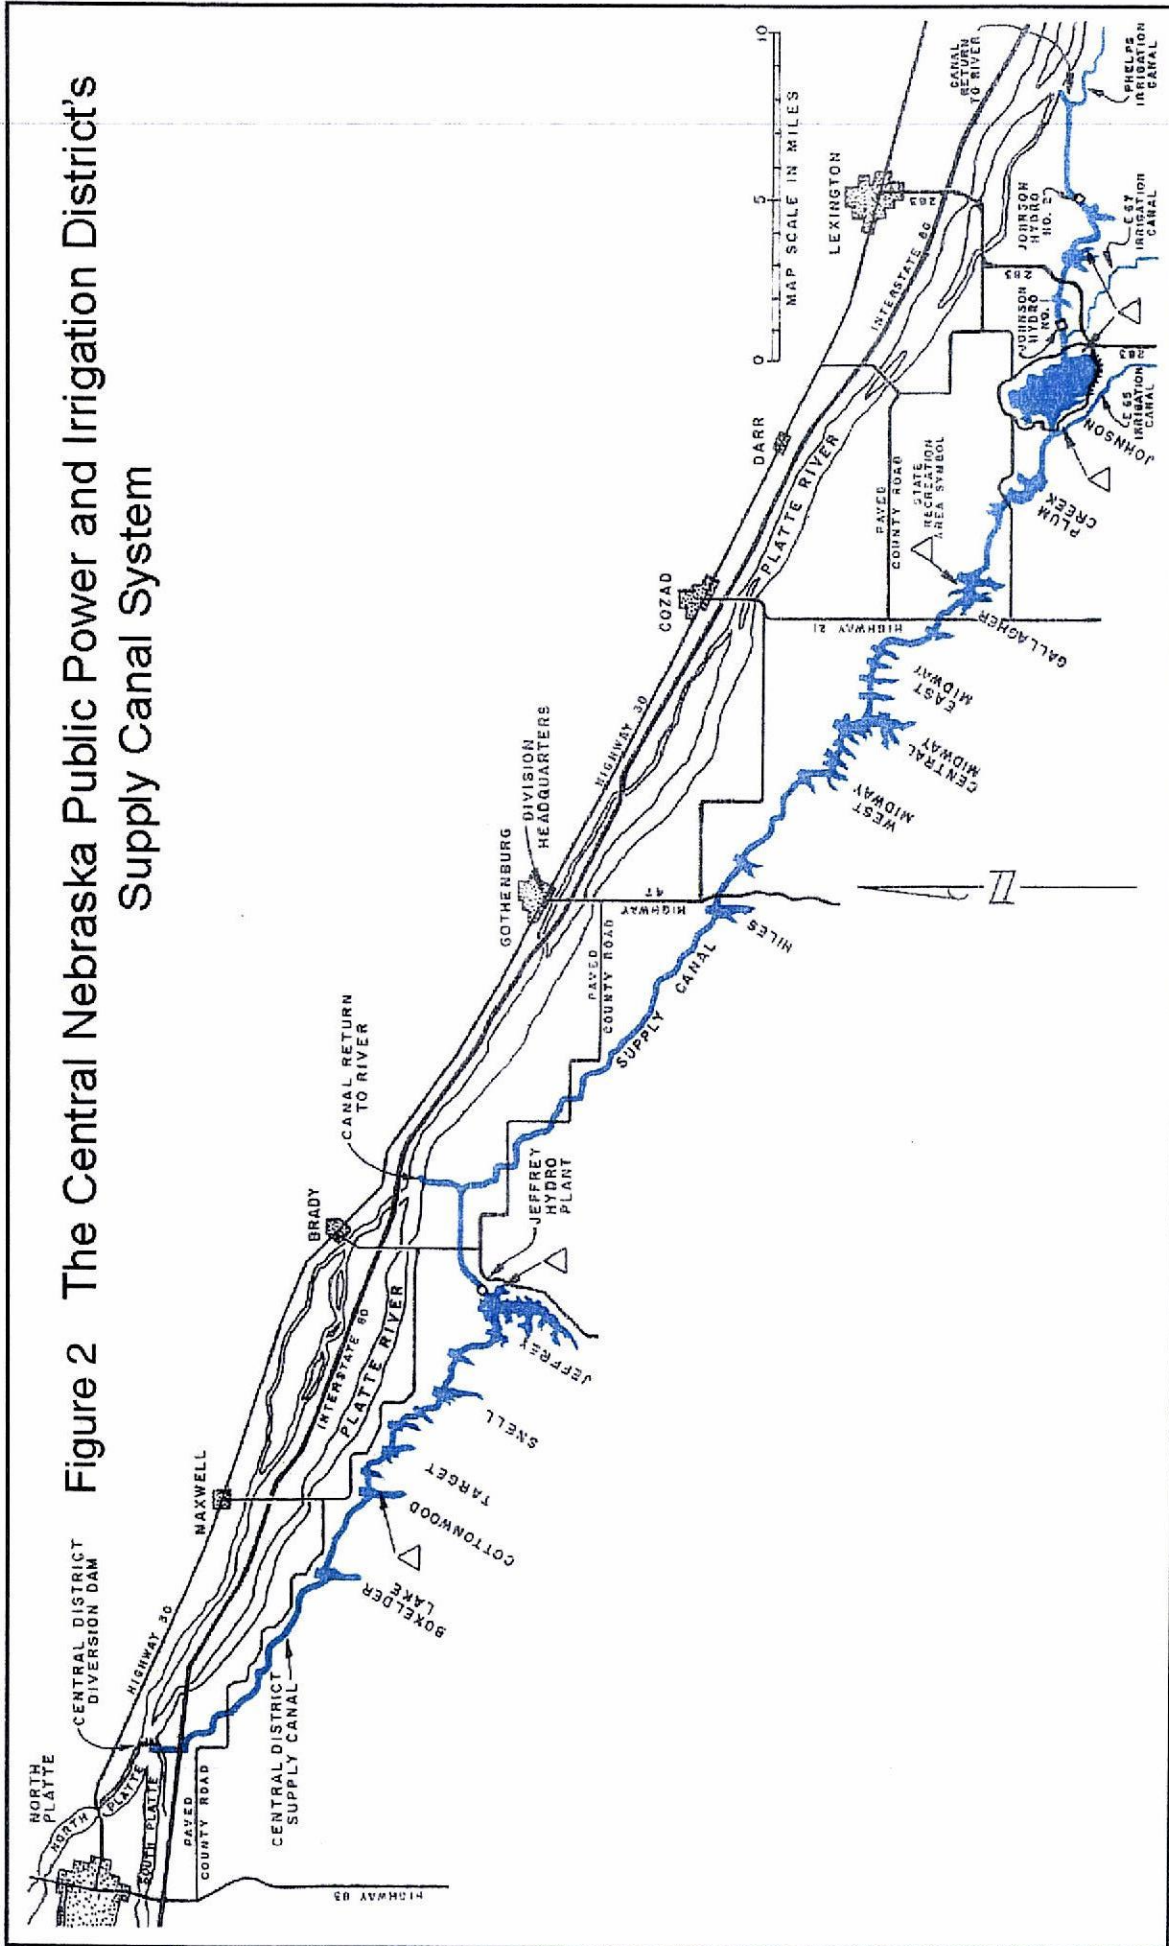 Figure 2 The Central Nebraska Public Power and Irrigation District's
Supply Canal System
NORTH
PLATTE
NORTH
PLATTE
SOUTH PLATTE
CENTRAL DISTRICT
DIVERSION DAM
HIGHWAY 30
PAVED
COUNTY ROAD
HIGHWAY 83
CENTRAL DISTRICT
SUPPLY CANAL
MAXWELL
INTERSTATE 80
PLATTE RIVER
BOXELDER
LAKE
COTTONWOOD
TARGET
SNELL
JEFFREY
BRADY
JEFFREY
HYDRO
PLANT
CANAL RETURN
TO RIVER
SUPPLY CANAL
PAVED
COUNTY ROAD
GOTHENBURG
DIVISION
HEADQUARTERS
HIGHWAY 47
HIGHWAY 30
NILES
N
WEST
MIDWAY
CENTRAL
MIDWAY
EAST
MIDWAY
COZAD
HIGHWAY 21
GALLAGHER
PLATTE RIVER
PAVED
COUNTY ROAD
STATE
RECREATION
AREA SYMBOL
DARR
PLUM
CREEK
JOHNSON
E 65
IRRIGATION
CANAL
283
JOHNSON
HYDRO
NO. 1
283
E 67
IRRIGATION
CANAL
JOHNSON
HYDRO
NO. 2
LEXINGTON
283
INTERSTATE 80
0 5 10
MAP SCALE IN MILES
CANAL
RETURN
TO RIVER
PHELPS
IRRIGATION
CANAL